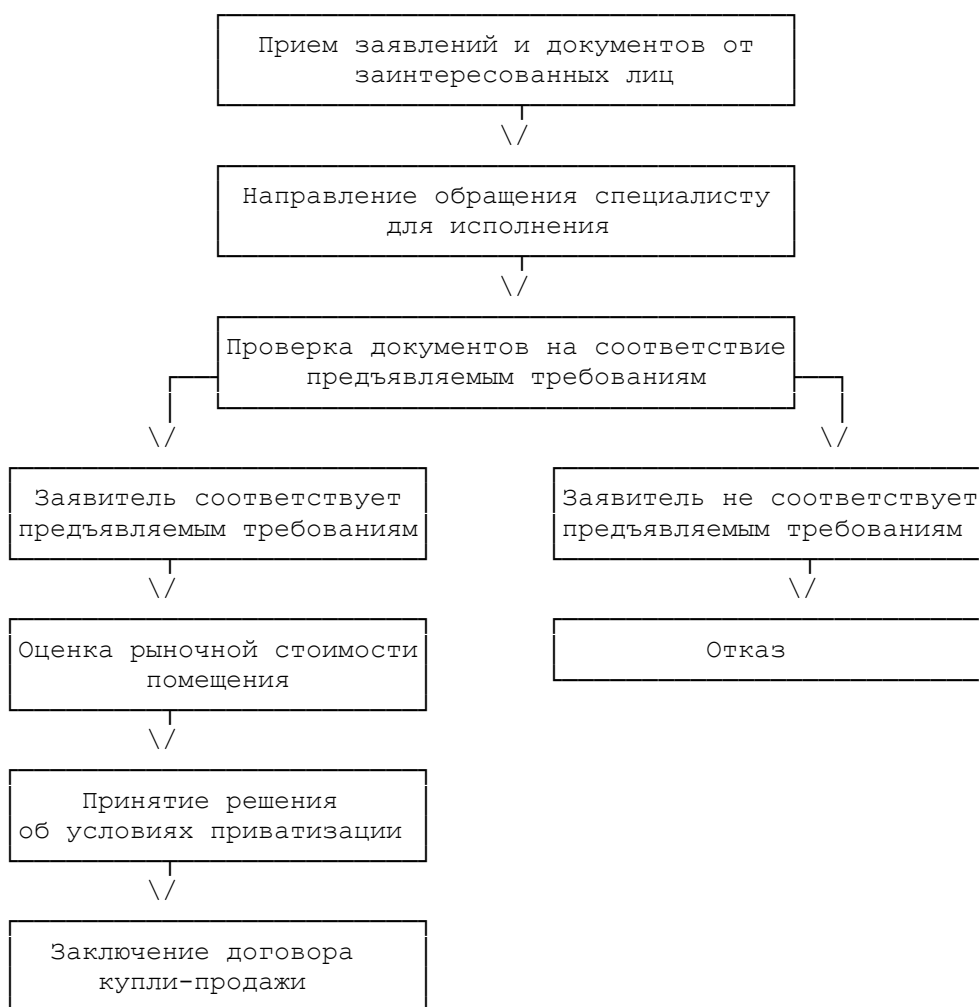 Прием заявлений и документов от
заинтересованных лиц
Направление обращения специалисту
для исполнения
Проверка документов на соответствие
предъявляемым требованиям
Заявитель соответствует
предъявляемым требованиям
Заявитель не соответствует
предъявляемым требованиям
Оценка рыночной стоимости
помещения
Отказ
Принятие решения
об условиях приватизации
Заключение договора
купли-продажи